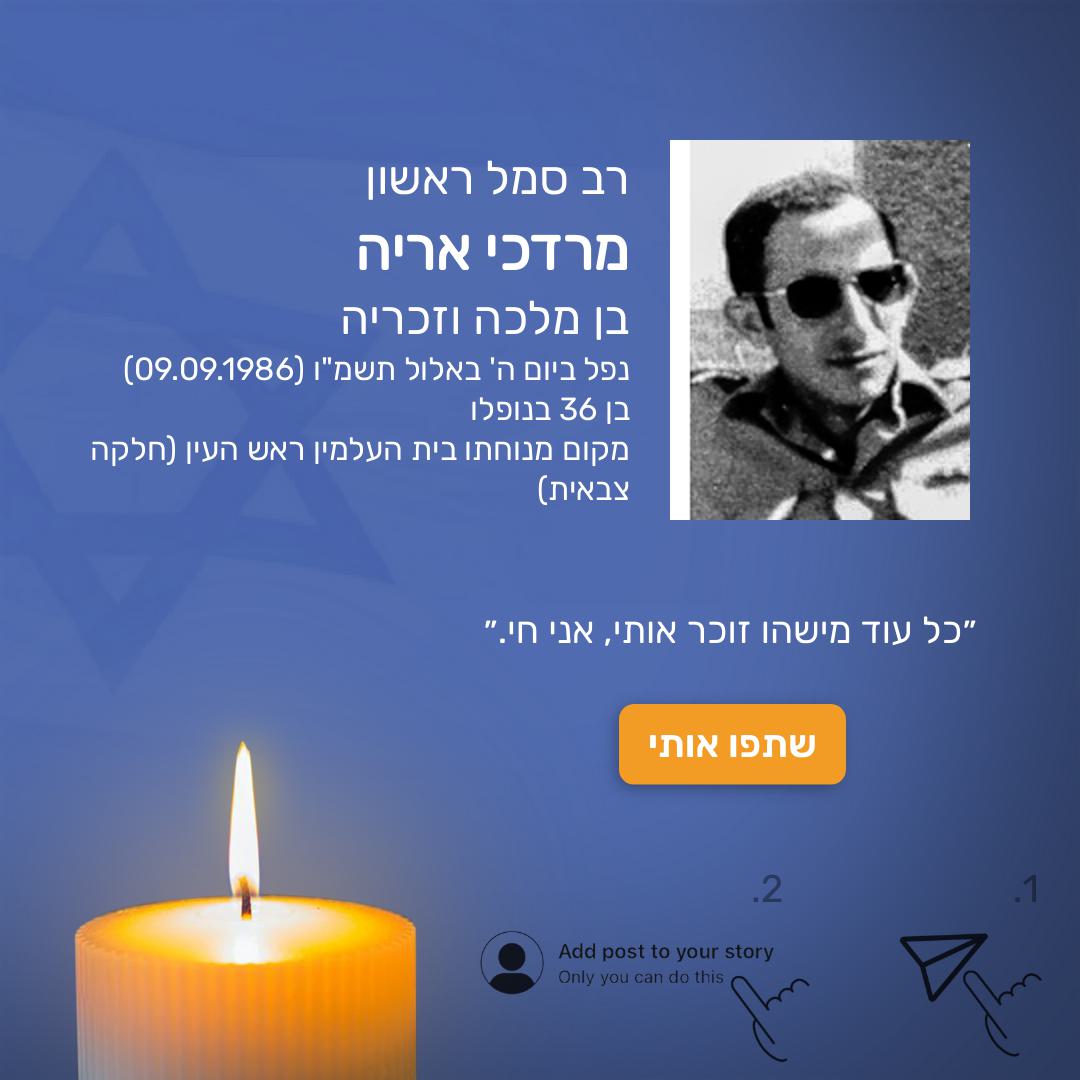 רב סמל ראשון
מרדכי אריה
בן מלכה וזכריה
נפל ביום ה' באלול תשמ"ו (09.09.1986)
בן 36 בנופלו
מקום מנוחתו בית העלמין ראש העין (חלקה
צבאית)
״כל עוד מישהו זוכר אותי, אני חי.״
שתפו אותי
.1
.2
Add post to your story
Only you can do this